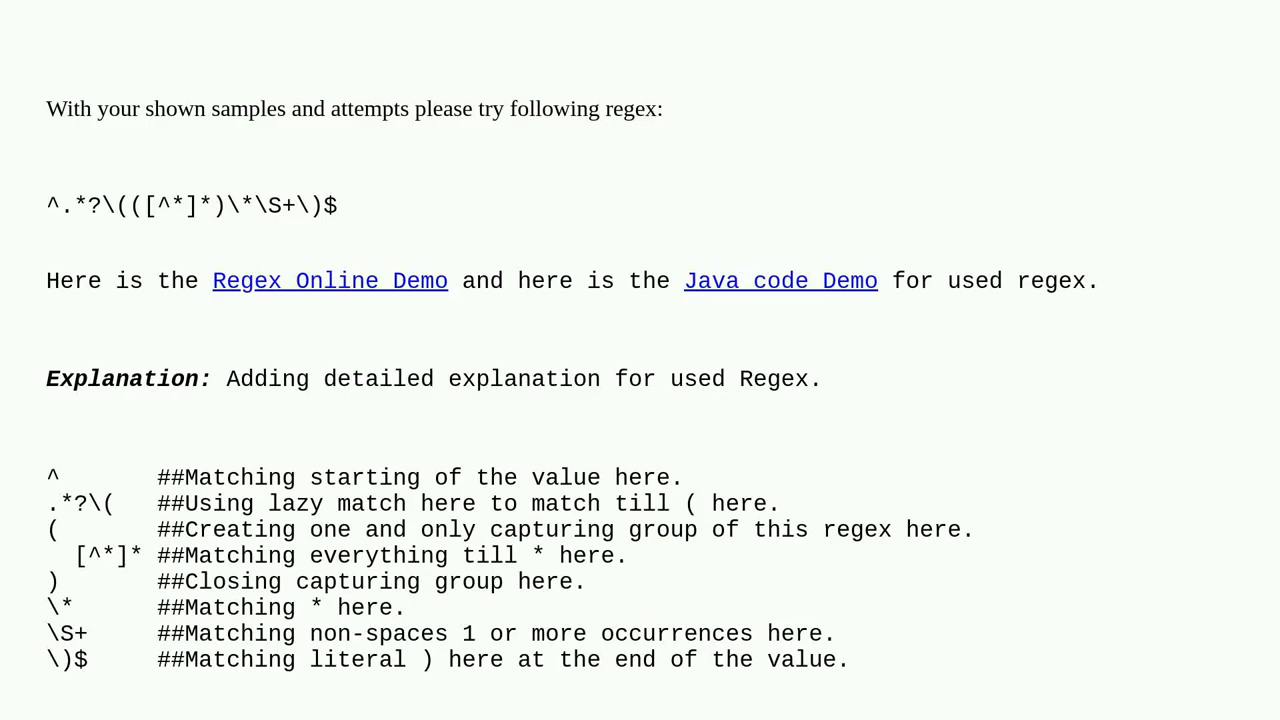 With your shown samples and attempts please try following regex:
^.*?\(([^*]*)\*\S+\)$
Here is the Regex Online Demo and here is the Java code Demo for used regex.
Explanation: Adding detailed explanation for used Regex.
^       ##Matching starting of the value here.
.*?\(   ##Using lazy match here to match till ( here.
(       ##Creating one and only capturing group of this regex here.
  [^*]* ##Matching everything till * here.
)       ##Closing capturing group here.
\*      ##Matching * here.
\S+     ##Matching non-spaces 1 or more occurrences here.
\)$     ##Matching literal ) here at the end of the value.